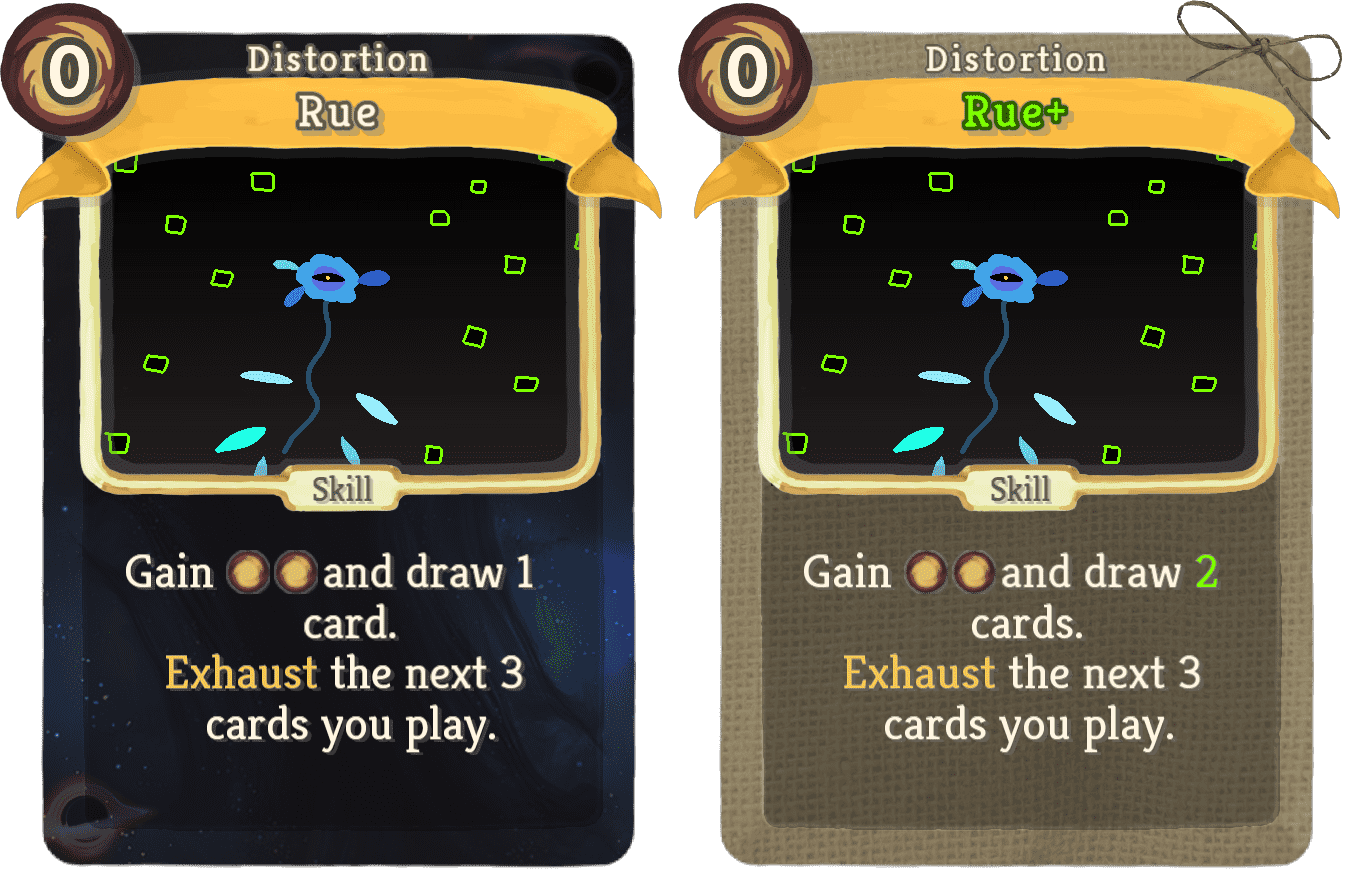 0
Distortion
Rue
Skill
Gain and draw 1
card.
Exhaust the next 3
cards you play.
0
Distortion
Rue+
Skill
Gain and draw 2
cards.
Exhaust the next 3
cards you play.